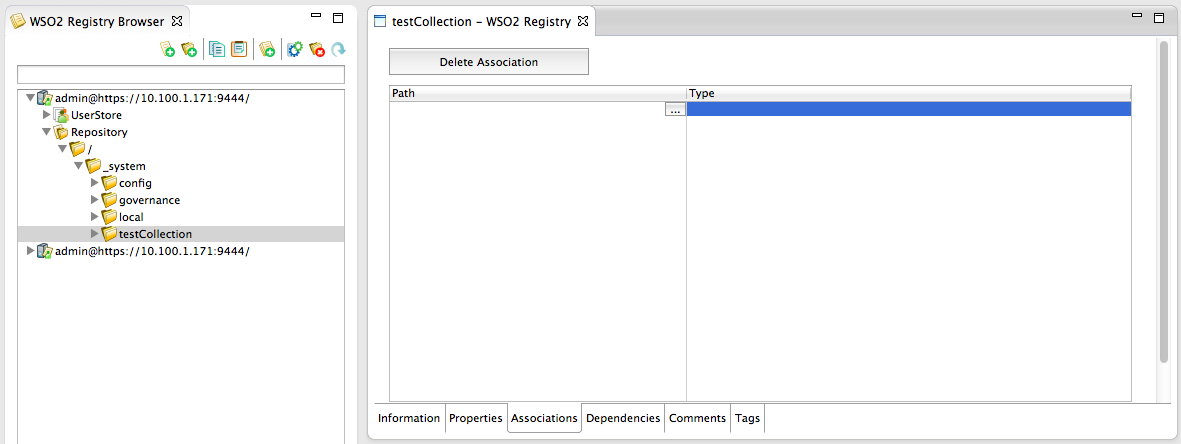 WSO2 Registry Browser
admin@https://10.100.1.171:9444/
UserStore
Repository
/
_system
config
governance
local
testCollection
admin@https://10.100.1.171:9444/
testCollection - WSO2 Registry
Delete Association
Path Type
...
Information Properties Associations Dependencies Comments Tags